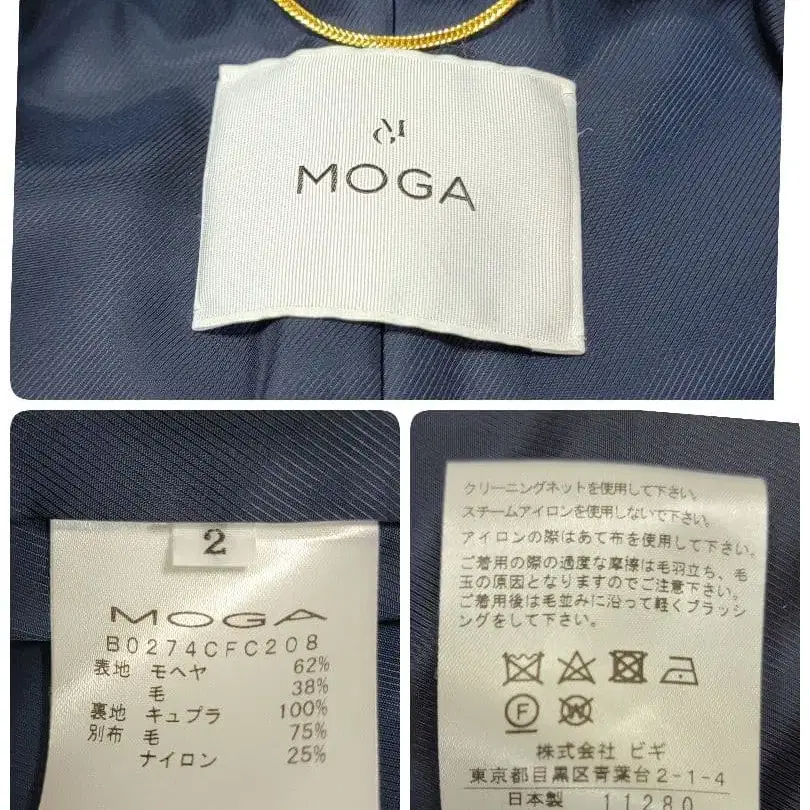 MOGA
2
MOGA
B0274CFC208
表地 モヘヤ 62%
毛 38%
裏地 キュプラ 100%
別布 毛 75%
ナイロン 25%
クリーニングネットを使用して下さい。
スチームアイロンを使用しないで下さい。
アイロンの際はあて布を使用して下さい。
ご着用の際の過度な摩擦は毛羽立ち、毛
玉の原因となりますのでご注意下さい。
ご着用後は毛並みに沿って軽くブラッシ
ングをして下さい。
F W
株式会社 ビギ
東京都目黒区青葉台2-1-4
日本製 11280